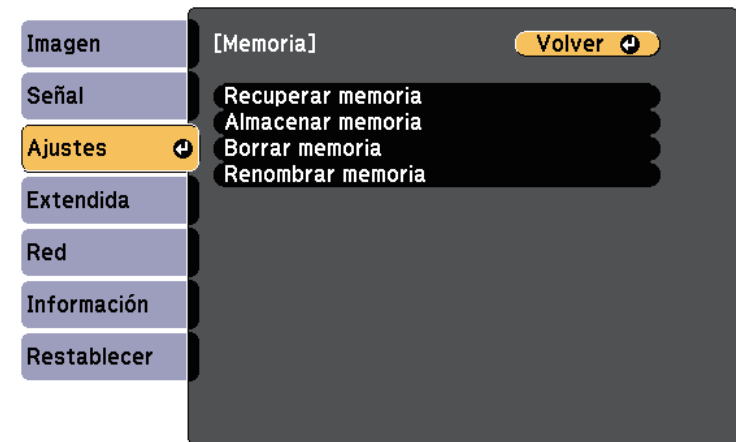 Imagen
Señal
Ajustes
Extendida
Red
Información
Restablecer
[Memoria]
Volver
Recuperar memoria
Almacenar memoria
Borrar memoria
Renombrar memoria